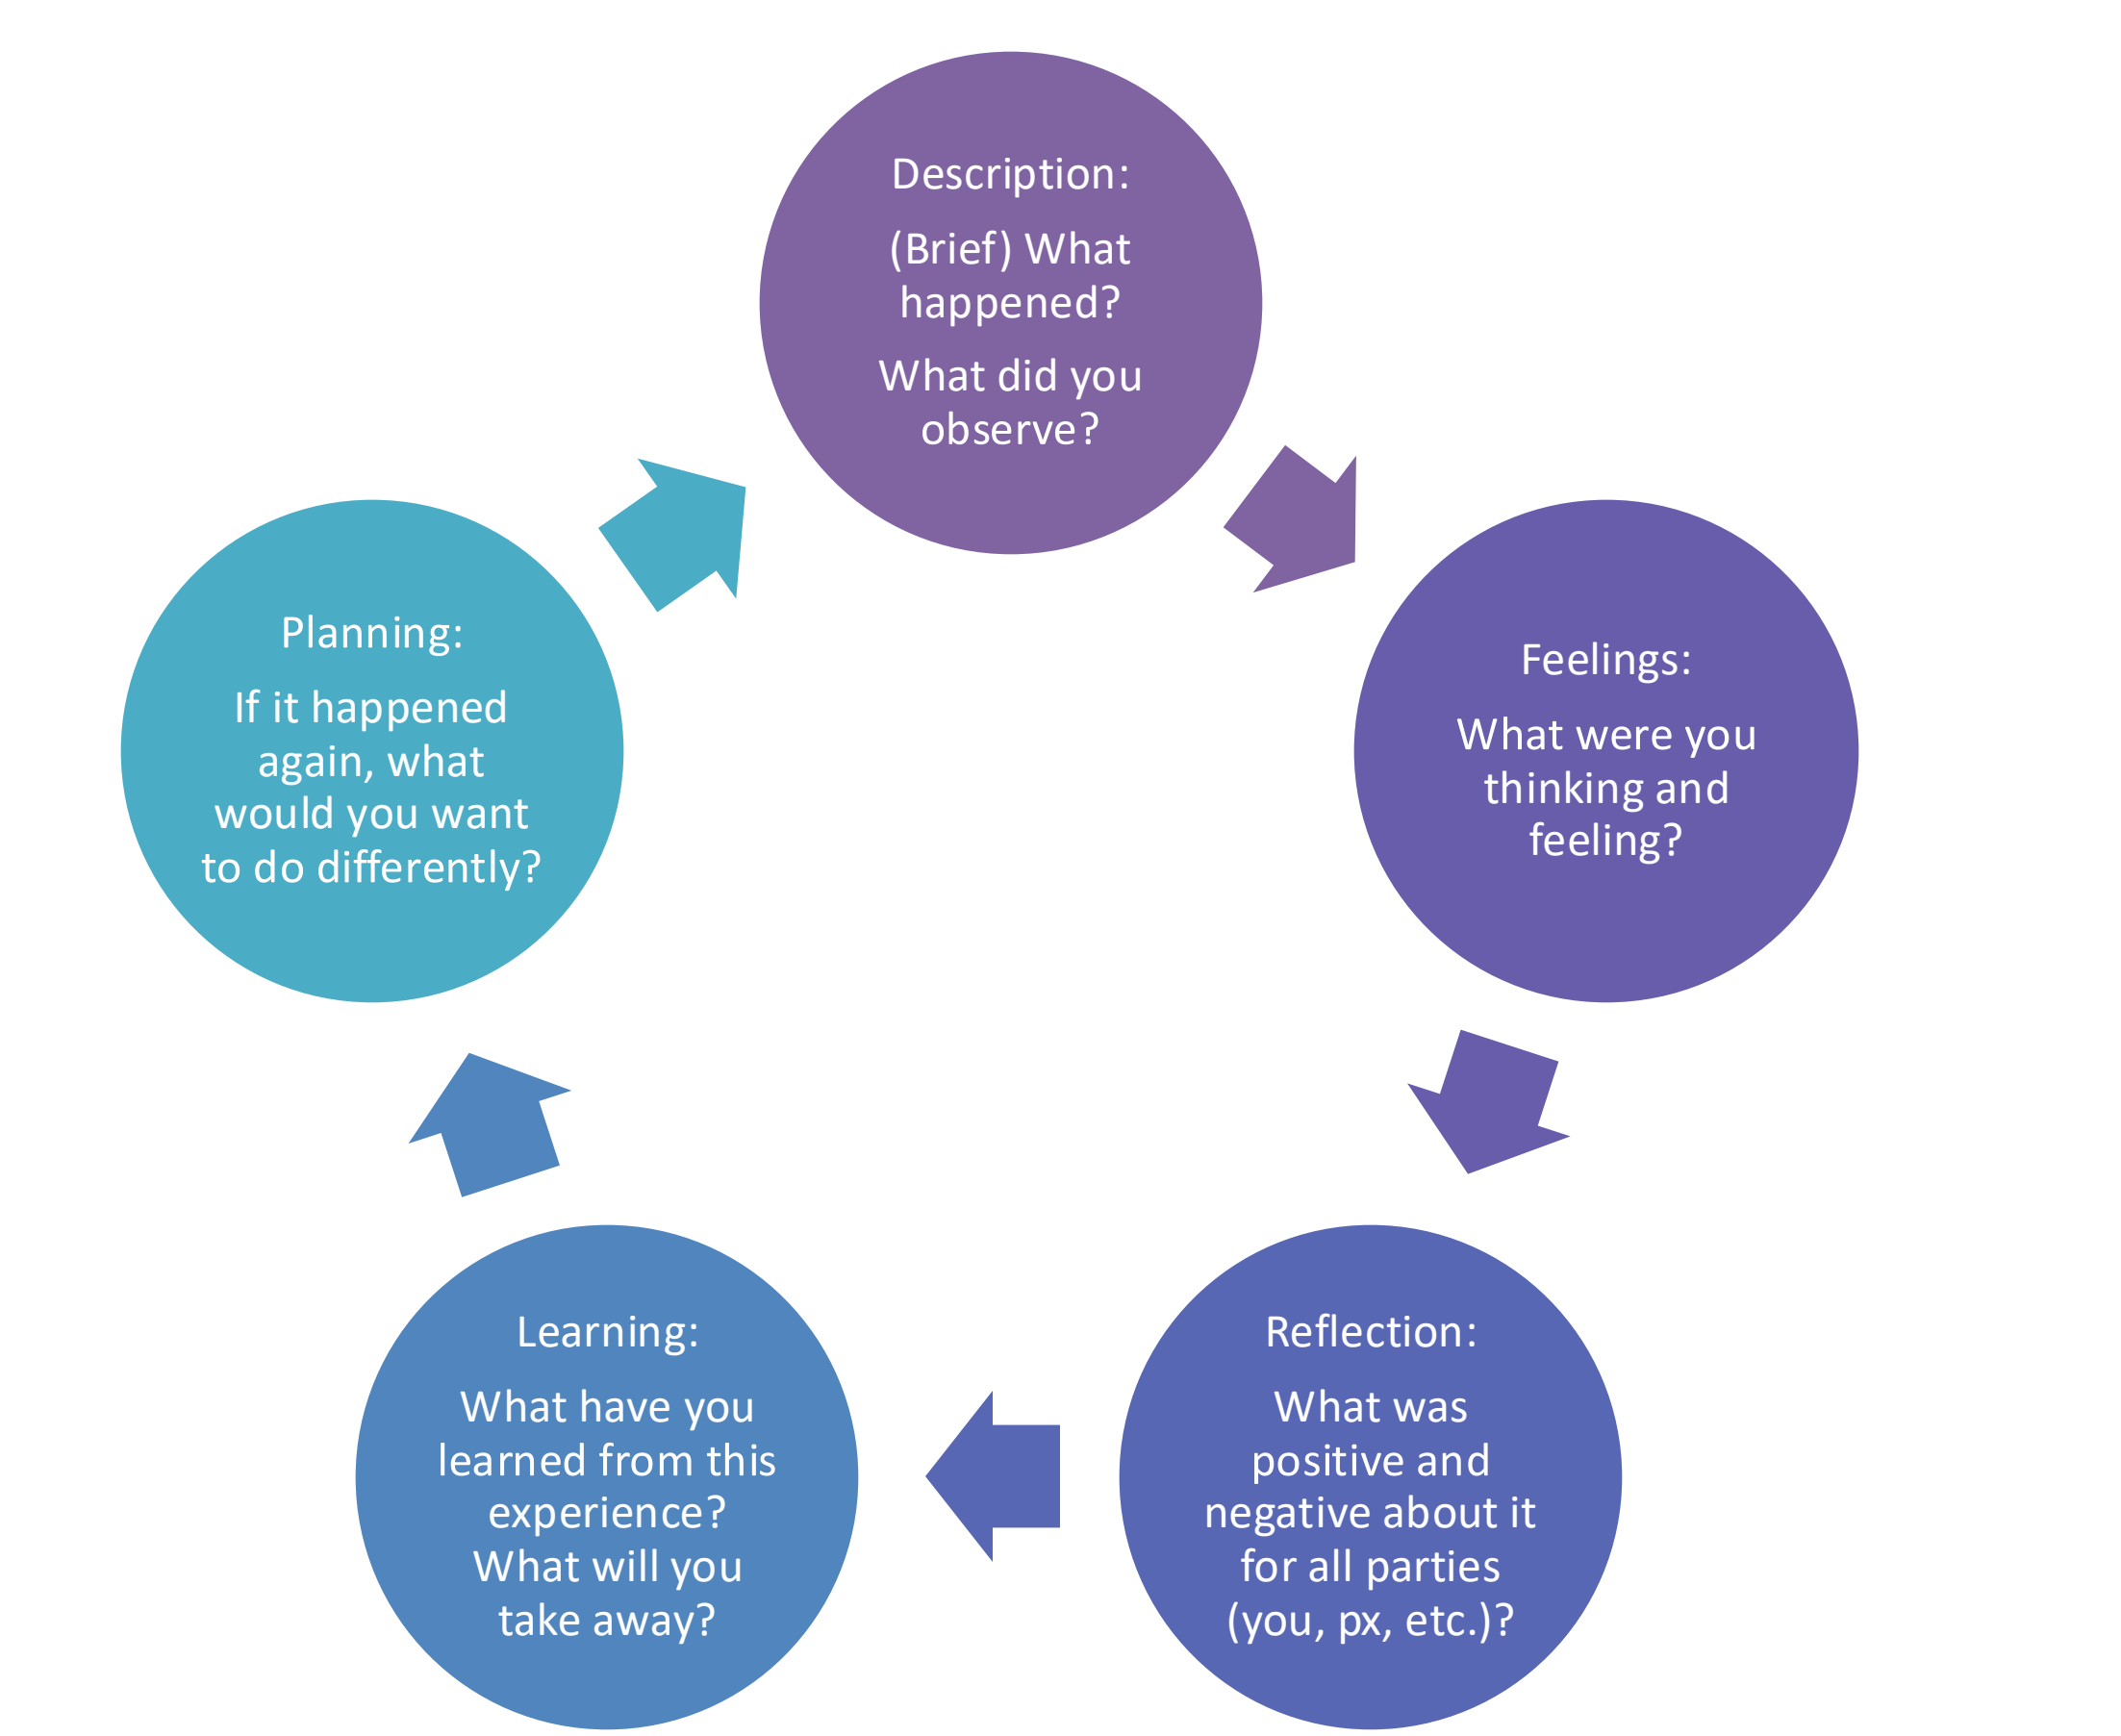 Description:
(Brief) What
happened?
What did you
observe?
Feelings:
What were you
thinking and
feeling?
Reflection:
What was
positive and
negative about it
for all parties
(you, px, etc.)?
Learning:
What have you
learned from this
experience?
What will you
take away?
Planning:
If it happened
again, what
would you want
to do differently?